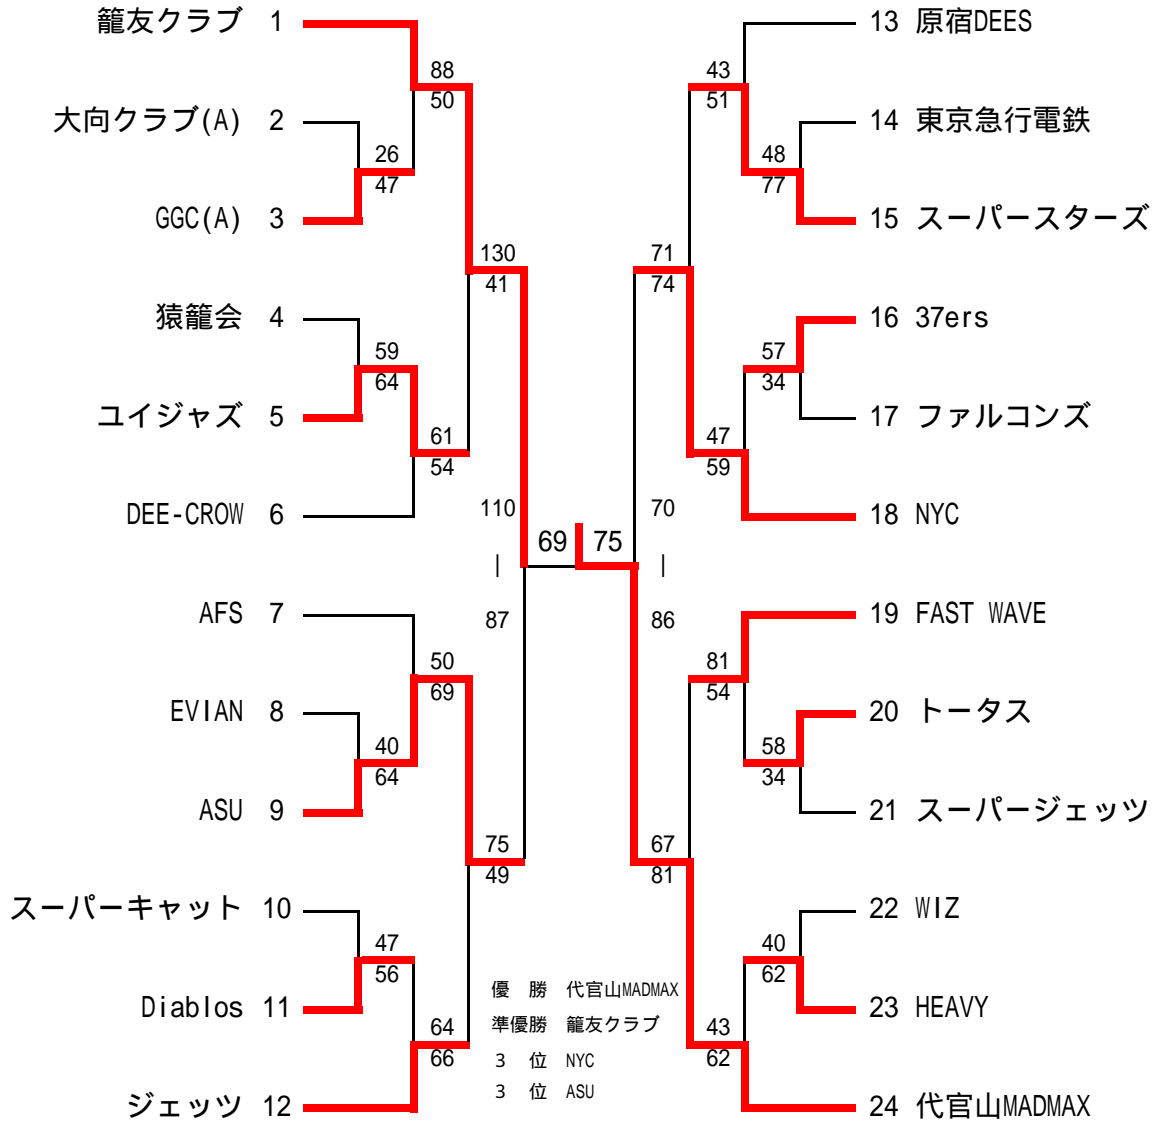 籠友クラブ 1
88
50
大向クラブ(A) 2
26
47
GGC(A) 3
130
41
猿籠会 4
59
64
ユイジャズ 5
61
54
DEE-CROW 6
110
|
87
AFS 7
50
69
EVIAN 8
40
64
ASU 9
75
49
スーパーキャット 10
47
56
Diablos 11
64
66
ジェッツ 12
69 75
13 原宿DEES
43
51
14 東京急行電鉄
48
77
15 スーパースターズ
71
74
16 37ers
57
34
17 ファルコンズ
47
59
18 NYC
70
|
86
19 FAST WAVE
81
54
20 トータス
58
34
21 スーパージェッツ
67
81
22 WIZ
40
62
23 HEAVY
43
62
24 代官山MADMAX
優 勝 代官山MADMAX
準優勝 籠友クラブ
3 位 NYC
3 位 ASU